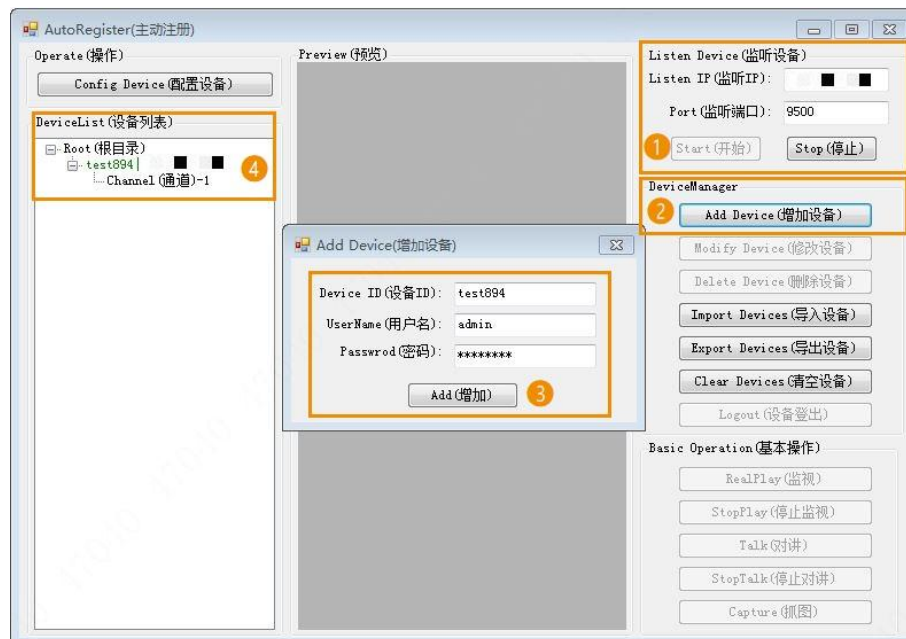 AutoRegister(主动注册)
Operate(操作)
Config Device(配置设备)
DeviceList(设备列表)
Root(根目录)
test894
Channel(通道)-1
4
Preview(预览)
Listen Device(监听设备)
Listen IP(监听IP):
Port(监听端口): 9500
1 Start(开始) Stop(停止)
DeviceManager
2 Add Device(增加设备)
Modify Device(修改设备)
Delete Device(删除设备)
Import Devices(导入设备)
Export Devices(导出设备)
Clear Devices(清空设备)
Logout(设备登出)
Basic Operation(基本操作)
RealPlay(监视)
StopPlay(停止监视)
Talk(对讲)
StopTalk(停止对讲)
Capture(抓图)
Add Device(增加设备)
Device ID(设备ID): test894
UserName(用户名): admin
Passwrod(密码): ********
Add(增加) 3